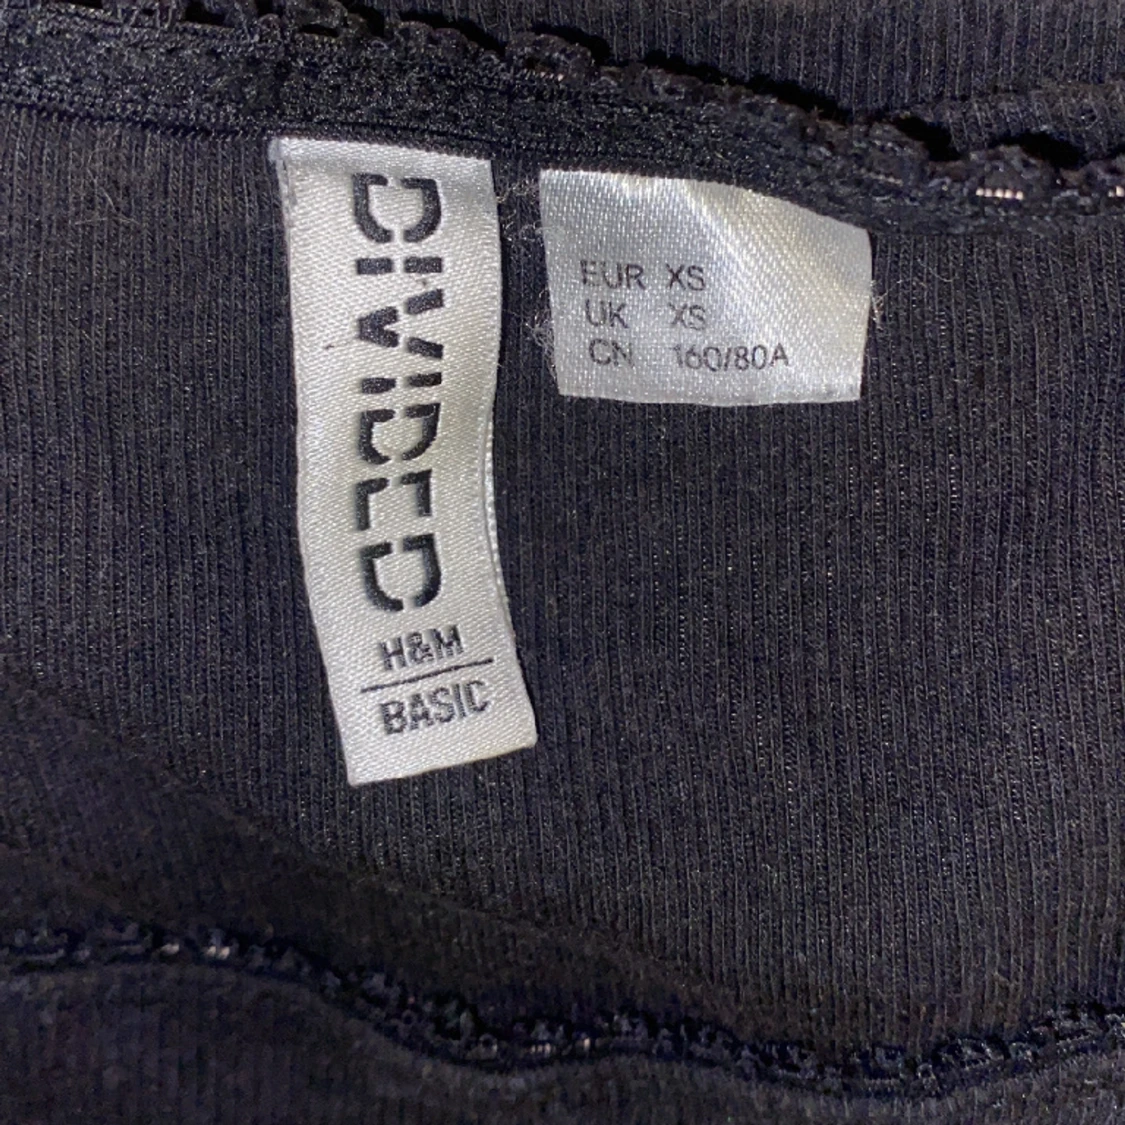 DIVIDED
H&M
BASIC
EUR XS
UK XS
CN 160/80A